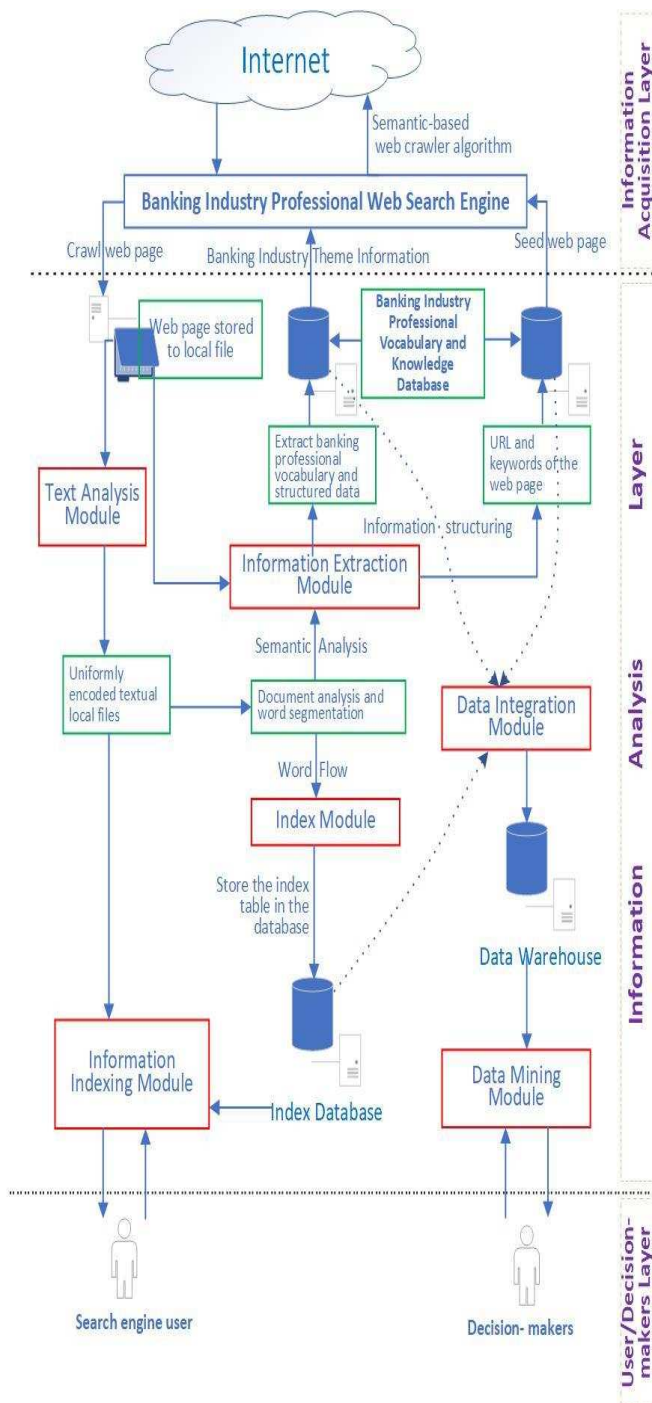 Internet
Semantic-based
web crawler algorithm
Banking Industry Professional Web Search Engine
Crawl web page
Banking Industry Theme Information
Seed web page
Information
Acquisition Layer
Web page stored
to local file
Banking Industry
Professional
Vocabulary and
Knowledge
Database
Extract banking
professional
vocabulary and
structured data
URL and
keywords of the
web page
Text Analysis
Module
Information structuring
Information Extraction
Module
Semantic Analysis
Uniformly
encoded textual
local files
Document analysis and
word segmentation
Data Integration
Module
Word Flow
Index Module
Store the index
table in the
database
Data Warehouse
Information
Indexing Module
Index Database
Data Mining
Module
Information Analysis Layer
Search engine user
Decision- makers
User/Decision-
makers Layer